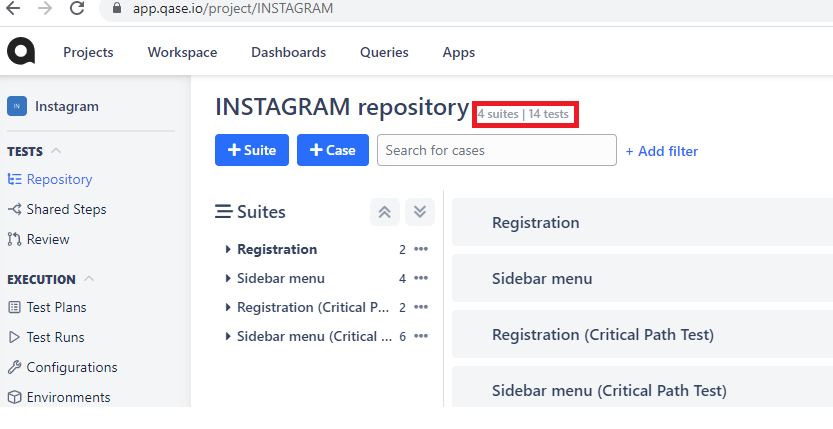 app.qase.io/project/INSTAGRAM
Projects Workspace Dashboards Queries Apps
IN Instagram
INSTAGRAM repository 4 suites | 14 tests
+ Suite + Case Search for cases + Add filter
TESTS
Repository
Shared Steps
Review
EXECUTION
Test Plans
Test Runs
Configurations
Environments
Suites
Registration 2
Sidebar menu 4
Registration (Critical P... 2
Sidebar menu (Critical ... 6
Registration
Sidebar menu
Registration (Critical Path Test)
Sidebar menu (Critical Path Test)